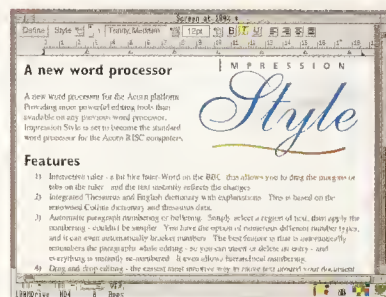 Screen at 100%
Define Style Trinity.Medium 12pt B I U
A new word processor
IMPRESSION
Style
A new word processor for the Acorn platform.
Providing more powerful editing tools than
available on any previous word processor.
Impression Style is set to become the standard
word processor for the Acorn RISC computers.
Features
1) Interactive ruler - a bit like from Word on the BBC that allows you to drag the margins or
tabs on the ruler - and the text instantly reflects the changes.
2) Integrated Thesaurus and English dictionary with explanations. This is based on the
renowned Collins dictionary and thesaurus data.
3) Automatic paragraph numbering or bulleting. Simply select a region of text, then apply the
numbering - couldn't be simpler. You have the option of numerous different number types,
and it can even automatically bracket numbers. The best feature is that it automatically
remembers the paragraphs while editing - so you can insert or delete an entry - and
everything is instantly re-numbered. It even allows hierarchical numbering.
4) Drag and drop editing - the easiest most intuitive way to move text around your document
Apps